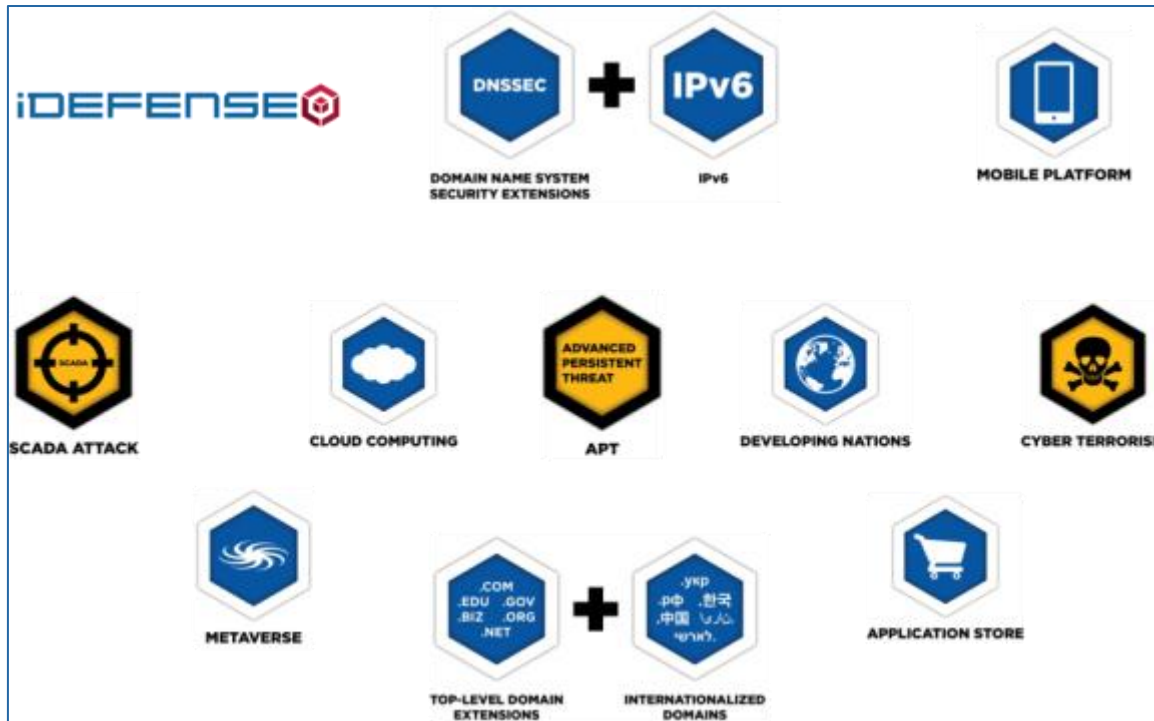 iDEFENSE
DNSSEC
IPv6
DOMAIN NAME SYSTEM
SECURITY EXTENSIONS
IPv6
MOBILE PLATFORM
SCADA
SCADA ATTACK
CLOUD COMPUTING
ADVANCED
PERSISTENT
THREAT
APT
DEVELOPING NATIONS
CYBER TERRORIS
METAVERSE
.COM
.EDU .GOV
.BIZ .ORG
.NET
TOP-LEVEL DOMAIN
EXTENSIONS
.укр
.рф .한국
.中国
INTERNATIONALIZED
DOMAINS
APPLICATION STORE